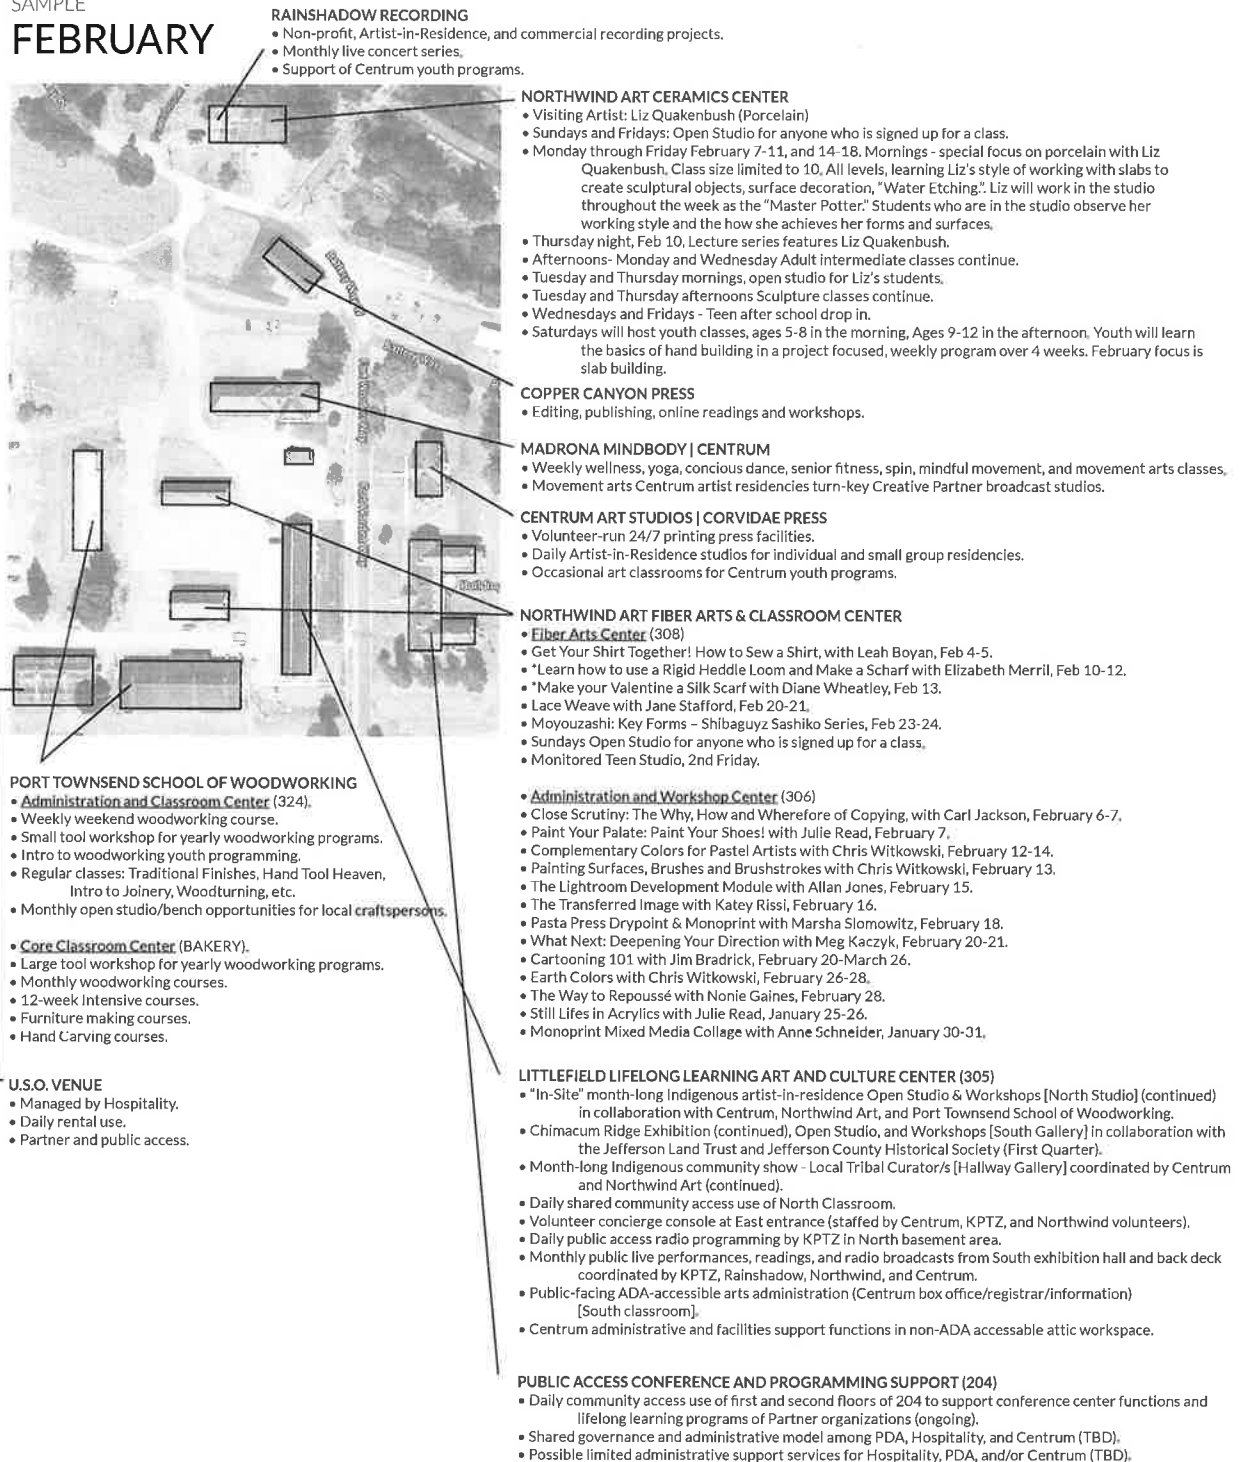 SAMPLE
FEBRUARY
RAINSHADOW RECORDING
• Non-profit, Artist-in-Residence, and commercial recording projects.
• Monthly live concert series.
• Support of Centrum youth programs.
NORTHWIND ART CERAMICS CENTER
• Visiting Artist: Liz Quakenbush (Porcelain)
• Sundays and Fridays: Open Studio for anyone who is signed up for a class.
• Monday through Friday February 7-11, and 14-18. Mornings - special focus on porcelain with Liz
Quakenbush. Class size limited to 10. All levels, learning Liz's style of working with slabs to
create sculptural objects, surface decoration, "Water Etching.". Liz will work in the studio
throughout the week as the "Master Potter." Students who are in the studio observe her
working style and the how she achieves her forms and surfaces.
• Thursday night, Feb 10, Lecture series features Liz Quakenbush.
• Afternoons- Monday and Wednesday Adult intermediate classes continue.
• Tuesday and Thursday mornings, open studio for Liz's students.
• Tuesday and Thursday afternoons Sculpture classes continue.
• Wednesdays and Fridays - Teen after school drop in.
• Saturdays will host youth classes, ages 5-8 in the morning, Ages 9-12 in the afternoon. Youth will learn
the basics of hand building in a project focused, weekly program over 4 weeks. February focus is
slab building.
COPPER CANYON PRESS
• Editing, publishing, online readings and workshops.
MADRONA MINDBODY | CENTRUM
• Weekly wellness, yoga, concious dance, senior fitness, spin, mindful movement, and movement arts classes.
• Movement arts Centrum artist residencies turn-key Creative Partner broadcast studios.
CENTRUM ART STUDIOS | CORVIDAE PRESS
• Volunteer-run 24/7 printing press facilities.
• Daily Artist-in-Residence studios for individual and small group residencies.
• Occasional art classrooms for Centrum youth programs.
NORTHWIND ART FIBER ARTS & CLASSROOM CENTER
• Fiber Arts Center (308)
• Get Your Shirt Together! How to Sew a Shirt, with Leah Boyan, Feb 4-5.
• *Learn how to use a Rigid Heddle Loom and Make a Scharf with Elizabeth Merril, Feb 10-12.
• *Make your Valentine a Silk Scarf with Diane Wheatley, Feb 13.
• Lace Weave with Jane Stafford, Feb 20-21.
• Moyouzashi: Key Forms – Shibaguyz Sashiko Series, Feb 23-24.
• Sundays Open Studio for anyone who is signed up for a class.
• Monitored Teen Studio, 2nd Friday.
• Administration and Workshop Center (306)
• Close Scrutiny: The Why, How and Wherefore of Copying, with Carl Jackson, February 6-7.
• Paint Your Palate: Paint Your Shoes! with Julie Read, February 7.
• Complementary Colors for Pastel Artists with Chris Witkowski, February 12-14.
• Painting Surfaces, Brushes and Brushstrokes with Chris Witkowski, February 13.
• The Lightroom Development Module with Allan Jones, February 15.
• The Transferred Image with Katey Rissi, February 16.
• Pasta Press Drypoint & Monoprint with Marsha Slomowitz, February 18.
• What Next: Deepening Your Direction with Meg Kaczyk, February 20-21.
• Cartooning 101 with Jim Bradrick, February 20-March 26.
• Earth Colors with Chris Witkowski, February 26-28.
• The Way to Repoussé with Nonie Gaines, February 28.
• Still Lifes in Acrylics with Julie Read, January 25-26.
• Monoprint Mixed Media Collage with Anne Schneider, January 30-31.
PORT TOWNSEND SCHOOL OF WOODWORKING
• Administration and Classroom Center (324).
• Weekly weekend woodworking course.
• Small tool workshop for yearly woodworking programs.
• Intro to woodworking youth programming.
• Regular classes: Traditional Finishes, Hand Tool Heaven,
Intro to Joinery, Woodturning, etc.
• Monthly open studio/bench opportunities for local craftspersons.
• Core Classroom Center (BAKERY).
• Large tool workshop for yearly woodworking programs.
• Monthly woodworking courses.
• 12-week Intensive courses.
• Furniture making courses.
• Hand Carving courses.
U.S.O. VENUE
• Managed by Hospitality.
• Daily rental use.
• Partner and public access.
LITTLEFIELD LIFELONG LEARNING ART AND CULTURE CENTER (305)
• "In-Site" month-long Indigenous artist-in-residence Open Studio & Workshops [North Studio] (continued)
in collaboration with Centrum, Northwind Art, and Port Townsend School of Woodworking.
• Chimacum Ridge Exhibition (continued), Open Studio, and Workshops [South Gallery] in collaboration with
the Jefferson Land Trust and Jefferson County Historical Society (First Quarter).
• Month-long Indigenous community show - Local Tribal Curator/s [Hallway Gallery] coordinated by Centrum
and Northwind Art (continued).
• Daily shared community access use of North Classroom.
• Volunteer concierge console at East entrance (staffed by Centrum, KPTZ, and Northwind volunteers).
• Daily public access radio programming by KPTZ in North basement area.
• Monthly public live performances, readings, and radio broadcasts from South exhibition hall and back deck
coordinated by KPTZ, Rainshadow, Northwind, and Centrum.
• Public-facing ADA-accessible arts administration (Centrum box office/registrar/information)
[South classroom].
• Centrum administrative and facilities support functions in non-ADA accessable attic workspace.
PUBLIC ACCESS CONFERENCE AND PROGRAMMING SUPPORT (204)
• Daily community access use of first and second floors of 204 to support conference center functions and
lifelong learning programs of Partner organizations (ongoing).
• Shared governance and administrative model among PDA, Hospitality, and Centrum (TBD).
• Possible limited administrative support services for Hospitality, PDA, and/or Centrum (TBD).